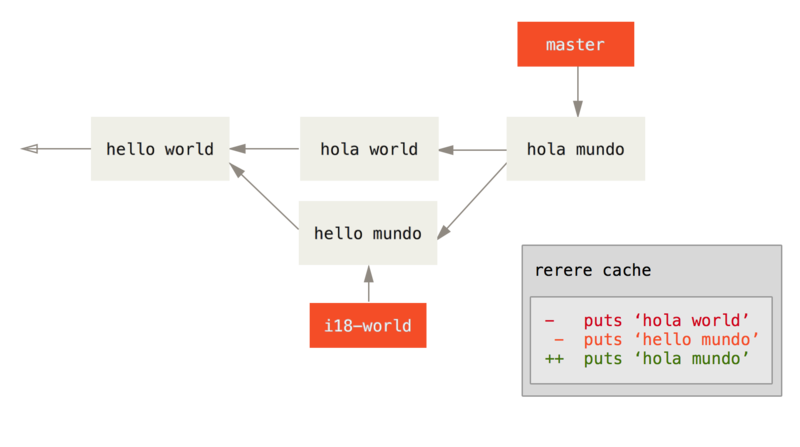 master
hello world
hola world
hola mundo
hello mundo
i18-world
rerere cache
-   puts ‘hola world’
 -  puts ‘hello mundo’
++  puts ‘hola mundo’